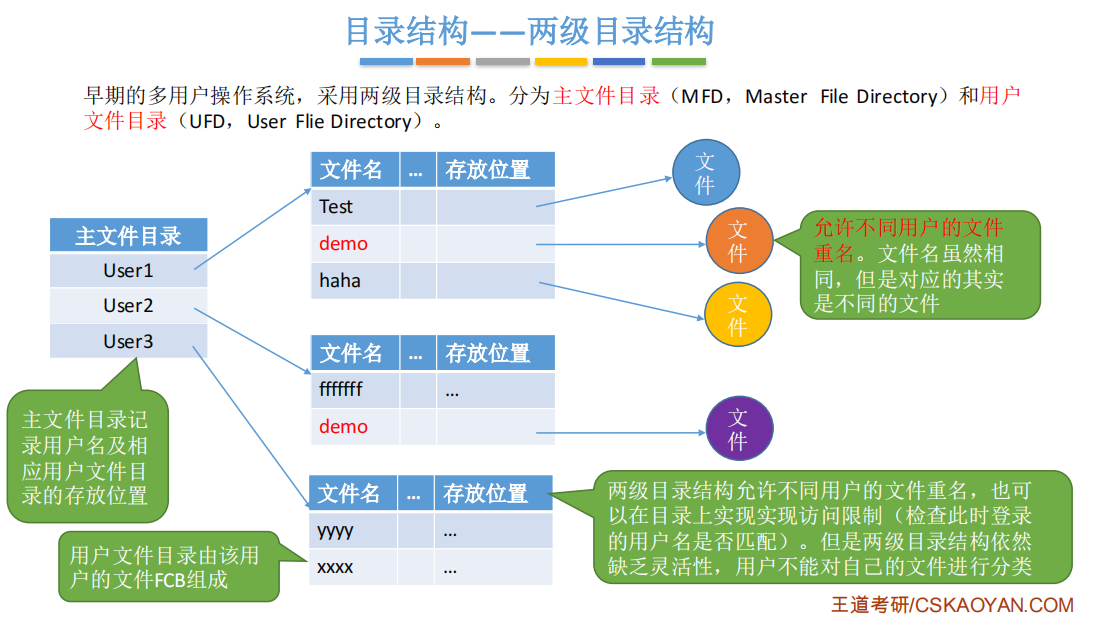 目录结构——两级目录结构
早期的多用户操作系统，采用两级目录结构。分为主文件目录（MFD，Master File Directory）和用户
文件目录（UFD，User Flie Directory）。
主文件目录
User1
User2
User3
文件名 … 存放位置
Test
demo
haha
文件名 … 存放位置
fffffff …
demo
文件名 … 存放位置
yyyy …
xxxx …
文
件
文
件
文
件
文
件
允许不同用户的文件
重名。文件名虽然相
同，但是对应的其实
是不同的文件
主文件目录记
录用户名及相
应用户文件目
录的存放位置
用户文件目录由该用
户的文件FCB组成
两级目录结构允许不同用户的文件重名，也可
以在目录上实现实现访问限制（检查此时登录
的用户名是否匹配）。但是两级目录结构依然
缺乏灵活性，用户不能对自己的文件进行分类
王道考研/CSKAOYAN.COM